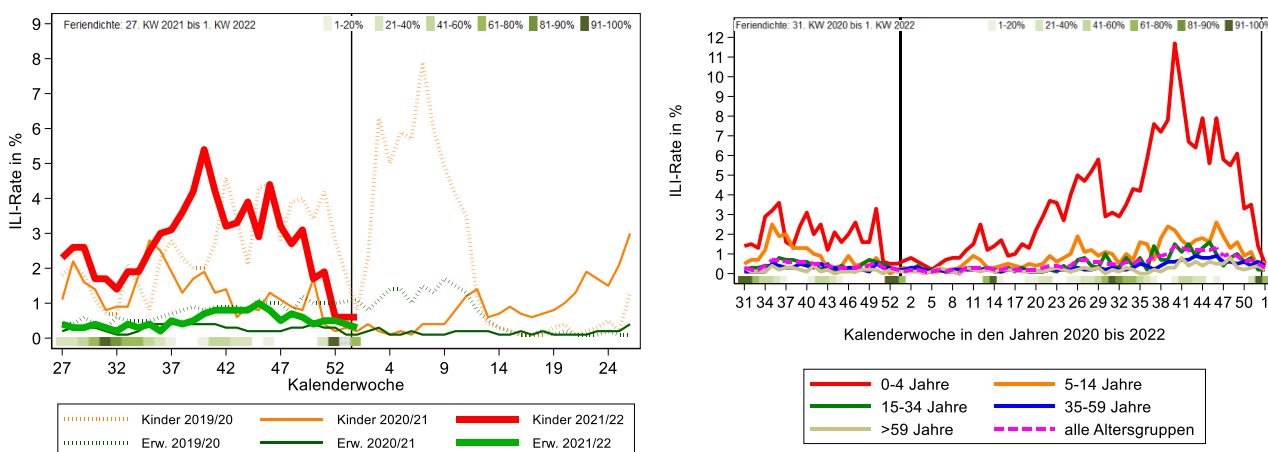 Feriendichte: 27. KW 2021 bis 1. KW 2022 1-20% 21-40% 41-60% 61-80% 81-90% 91-100%
ILI-Rate in %
9
8
7
6
5
4
3
2
1
0
27 32 37 42 47 52 4 9 14 19 24
Kalenderwoche
Kinder 2019/20 Kinder 2020/21 Kinder 2021/22
Erw. 2019/20 Erw. 2020/21 Erw. 2021/22
Feriendichte: 31. KW 2020 bis 1. KW 2022 1-20% 21-40% 41-60% 61-80% 81-90% 91-100%
ILI-Rate in %
12
11
10
9
8
7
6
5
4
3
2
1
0
31 34 37 40 43 46 49 52 2 5 8 11 14 17 20 23 26 29 32 35 38 41 44 47 50 1
Kalenderwoche in den Jahren 2020 bis 2022
0-4 Jahre 5-14 Jahre
15-34 Jahre 35-59 Jahre
>59 Jahre alle Altersgruppen